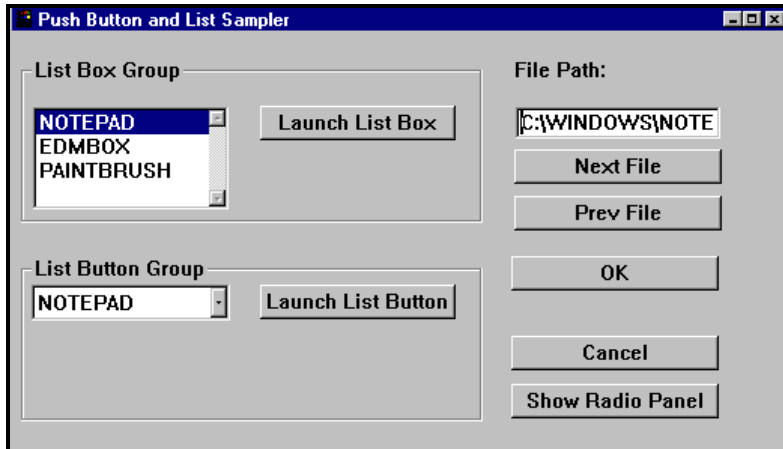 Push Button and List Sampler
List Box Group
NOTEPAD
EDMBOX
PAINTBRUSH
Launch List Box
List Button Group
NOTEPAD
Launch List Button
File Path:
C:\WINDOWS\NOTE
Next File
Prev File
OK
Cancel
Show Radio Panel